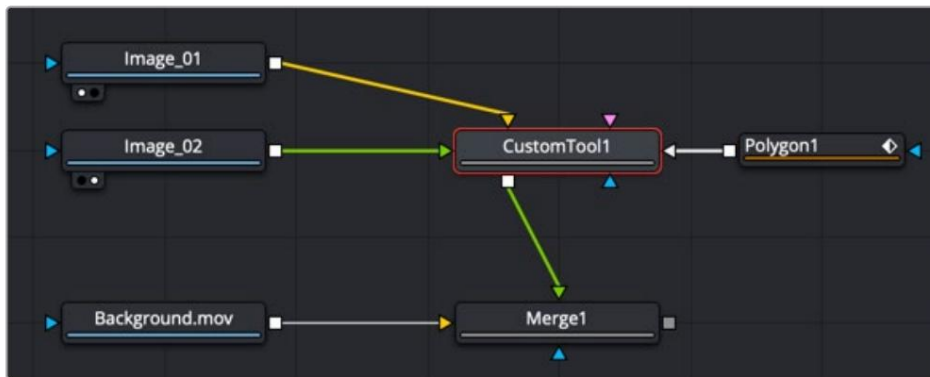 Image_01
Image_02
CustomTool1
Polygon1
Background.mov
Merge1